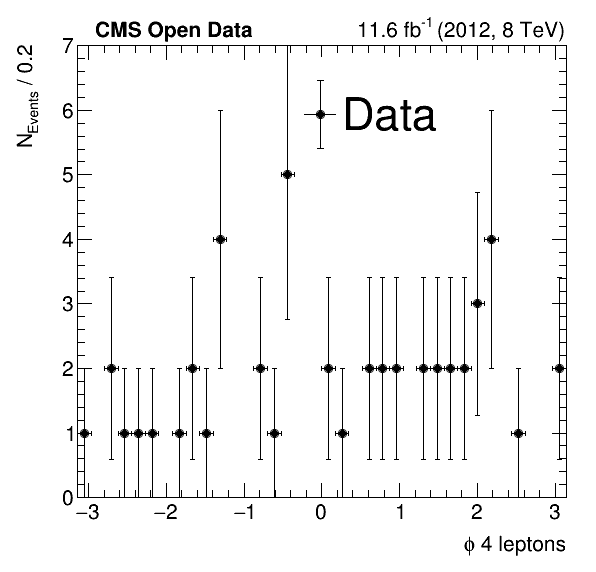 CMS Open Data 11.6 fb⁻¹ (2012, 8 TeV)
N_Events / 0.2
7
6
5
4
3
2
1
0
Data
−3 −2 −1 0 1 2 3
ϕ 4 leptons